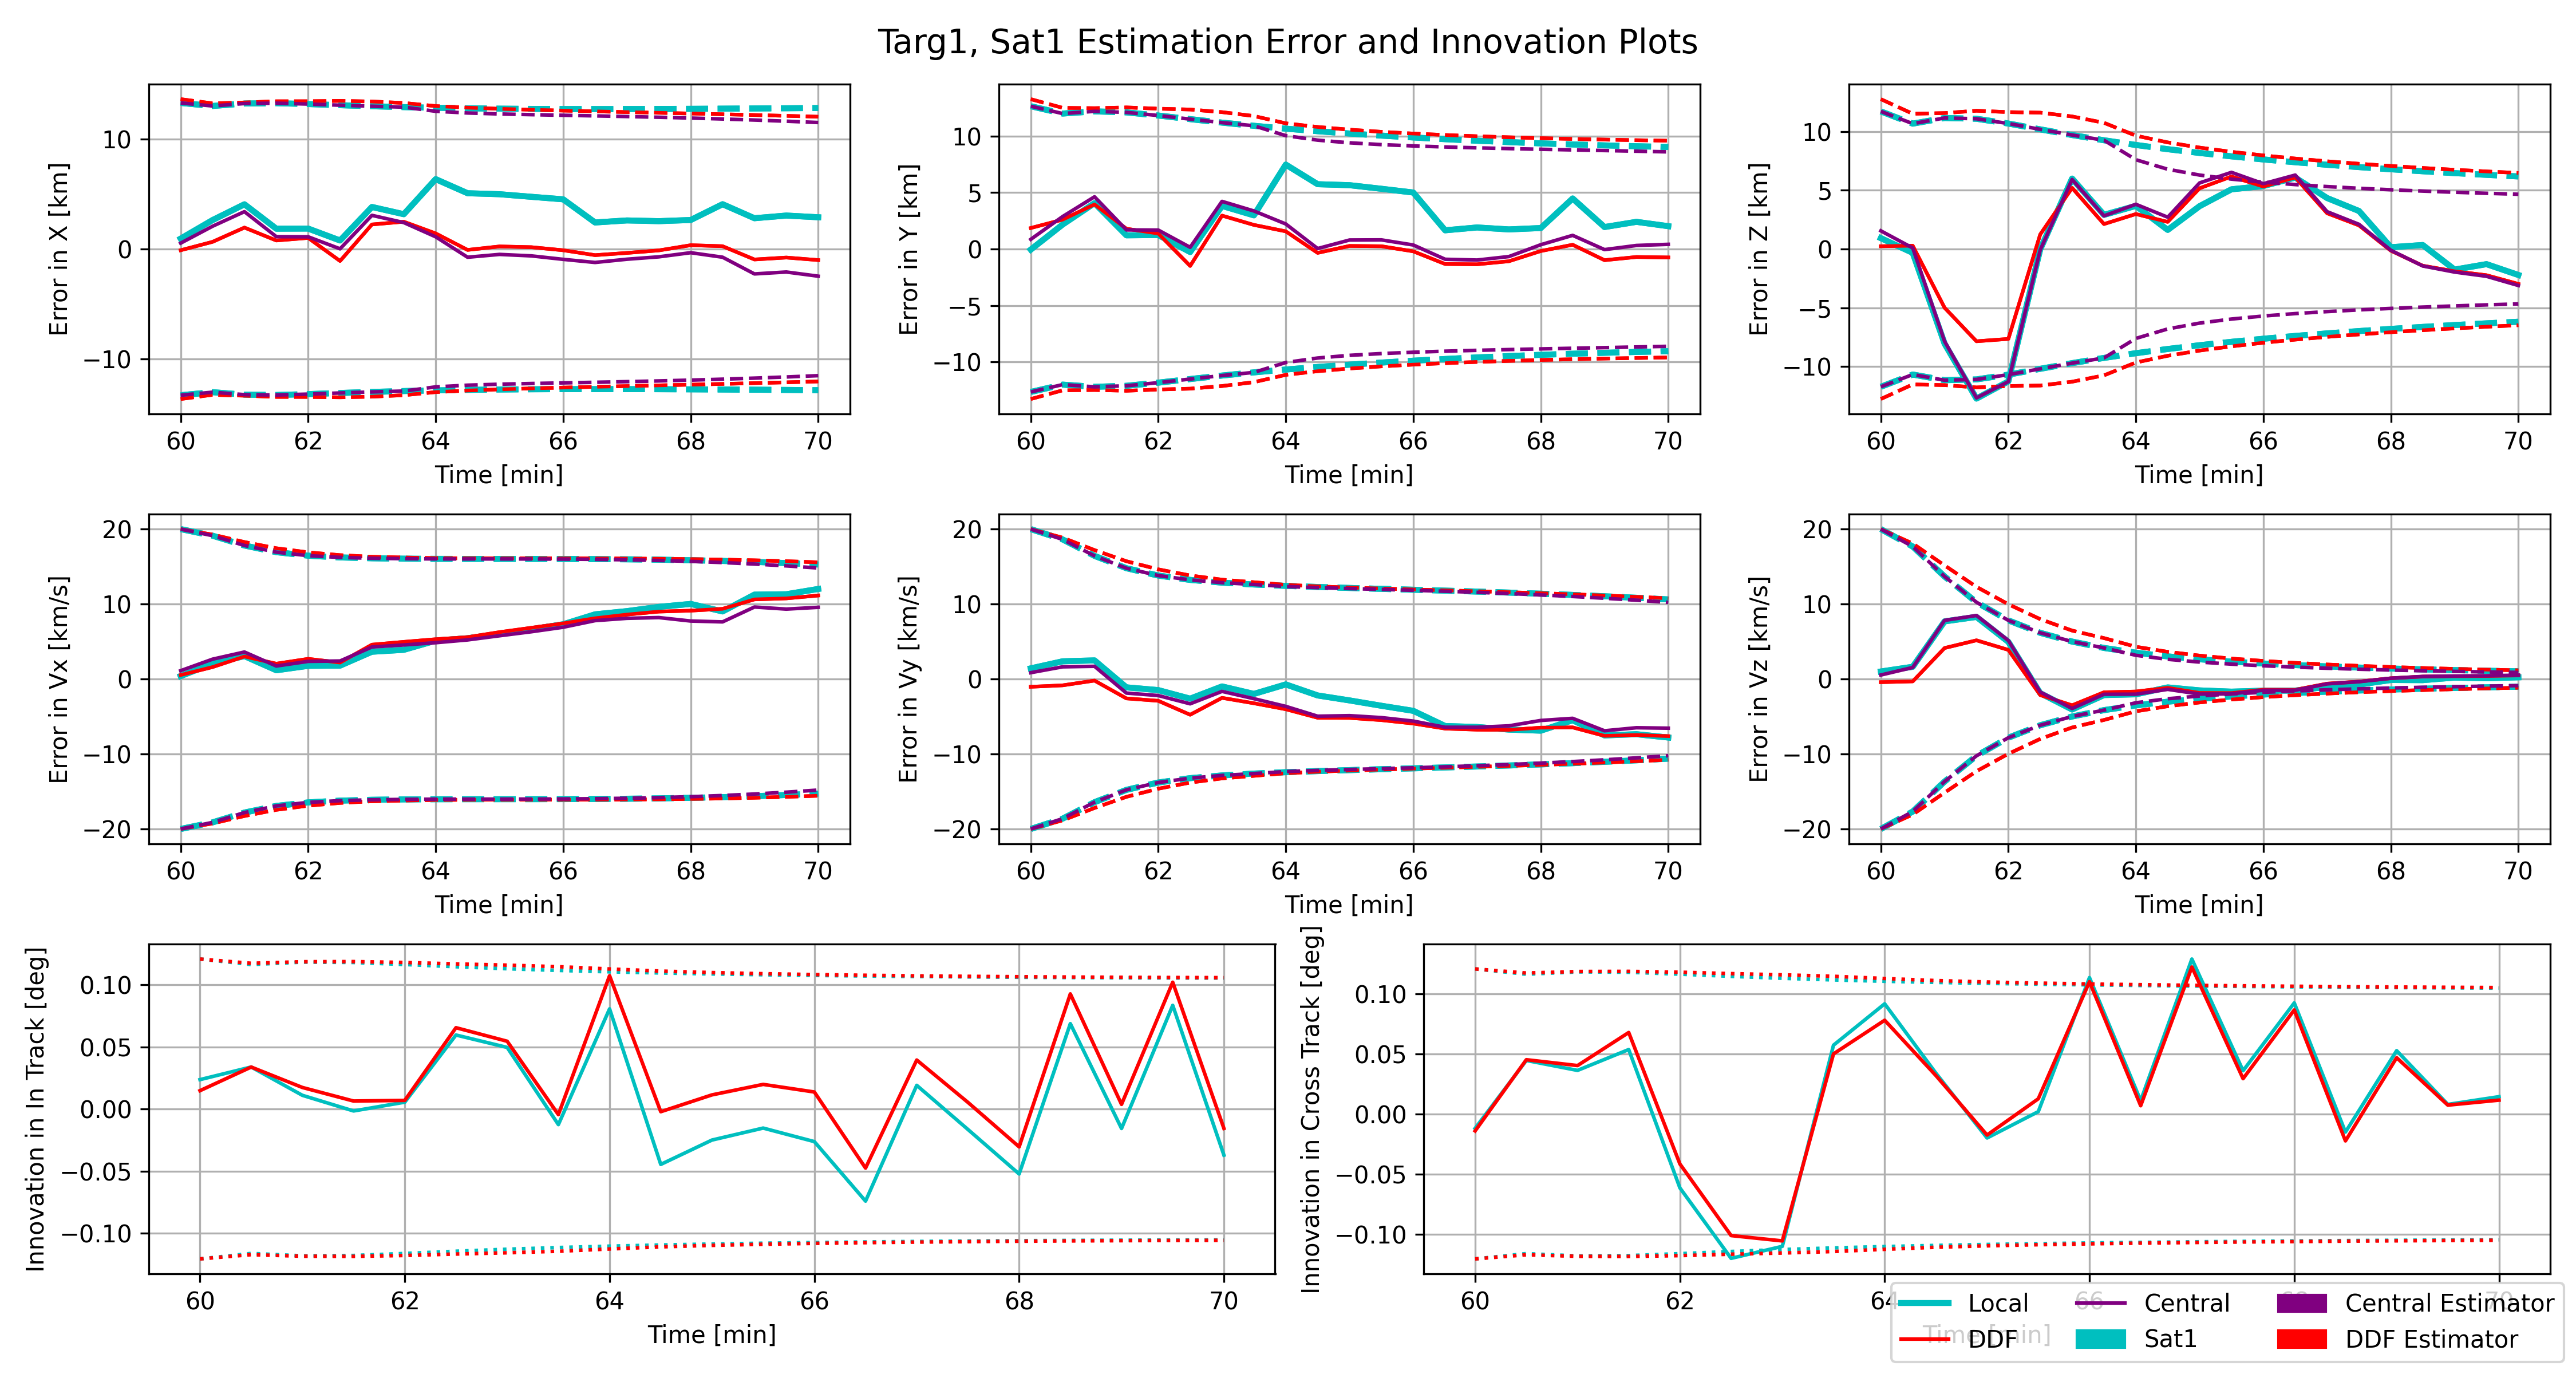 Targ1, Sat1 Estimation Error and Innovation Plots
Error in X [km]
10
0
−10
60 62 64 66 68 70
Time [min]
Error in Y [km]
10
5
0
−5
−10
60 62 64 66 68 70
Time [min]
Error in Z [km]
10
5
0
−5
−10
60 62 64 66 68 70
Time [min]
Error in Vx [km/s]
20
10
0
−10
−20
60 62 64 66 68 70
Time [min]
Error in Vy [km/s]
20
10
0
−10
−20
60 62 64 66 68 70
Time [min]
Error in Vz [km/s]
20
10
0
−10
−20
60 62 64 66 68 70
Time [min]
Innovation in In Track [deg]
0.10
0.05
0.00
−0.05
−0.10
60 62 64 66 68 70
Time [min]
Innovation in Cross Track [deg]
0.10
0.05
0.00
−0.05
−0.10
60 62 64 66 68 70
Time [min]
Local Central Central Estimator
DDF Sat1 DDF Estimator